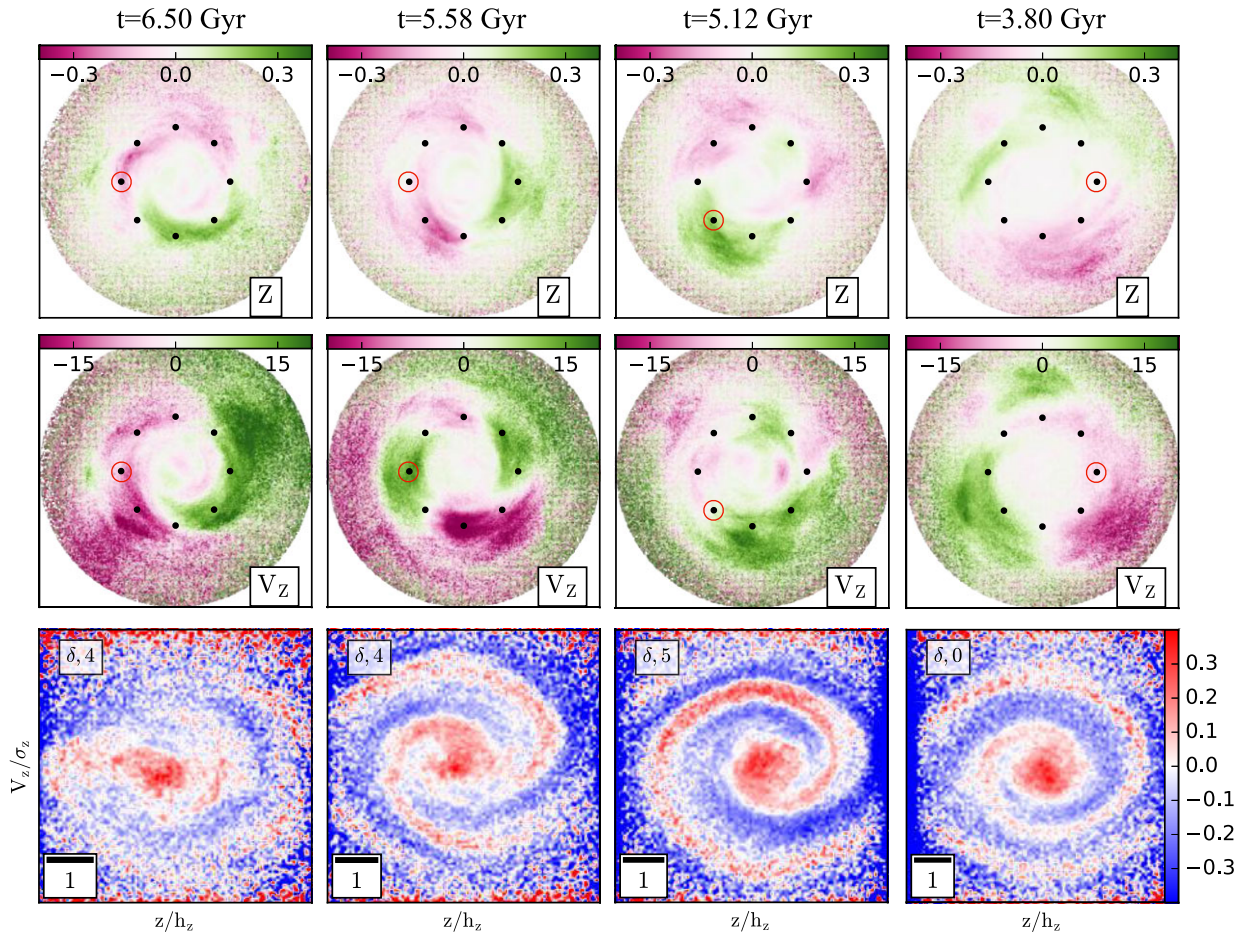 t=6.50 Gyr t=5.58 Gyr t=5.12 Gyr t=3.80 Gyr
−0.3 0.0 0.3 −0.3 0.0 0.3 −0.3 0.0 0.3 −0.3 0.0 0.3
Z Z Z Z
−15 0 15 −15 0 15 −15 0 15 −15 0 15
V_Z V_Z V_Z V_Z
δ, 4 δ, 4 δ, 5 δ, 0
0.3
0.2
0.1
0.0
−0.1
−0.2
−0.3
V_z/σ_z
1 1 1 1
z/h_z z/h_z z/h_z z/h_z